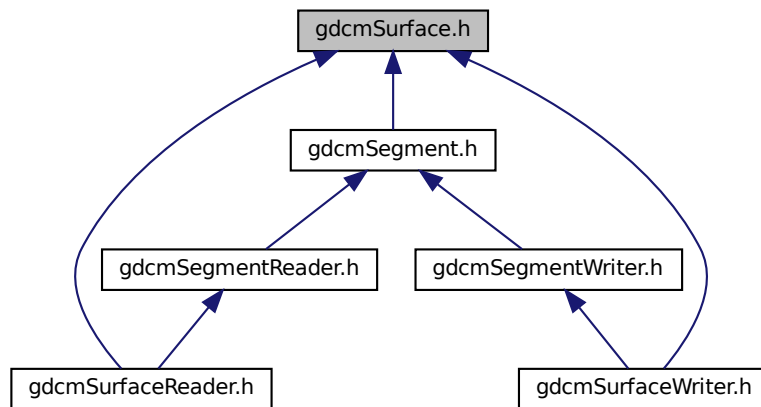 gdcmSurface.h
gdcmSegment.h
gdcmSegmentReader.h
gdcmSegmentWriter.h
gdcmSurfaceReader.h
gdcmSurfaceWriter.h